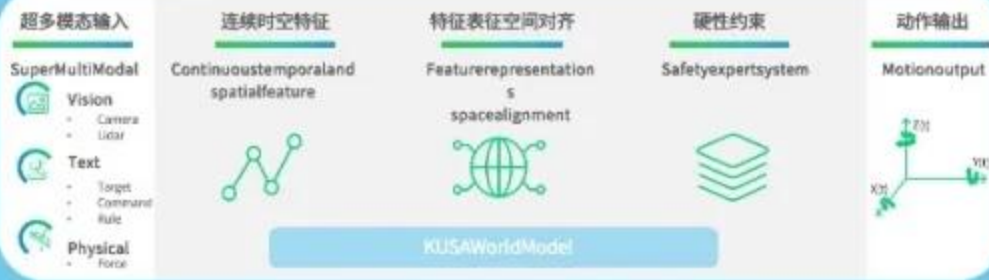 超多模态输入
SuperMultiModal
Vision
Camera
Lidar
Text
Target
Command
Rule
Physical
Force
连续时空特征
Continuoustemporaland
spatialfeature
特征表征空间对齐
Featurerepresentation
s
spacealignment
硬性约束
Safetyexpertsystem
KUSAWorldModel
动作输出
Motionoutput
Z(t)
Y(t)
X(t)